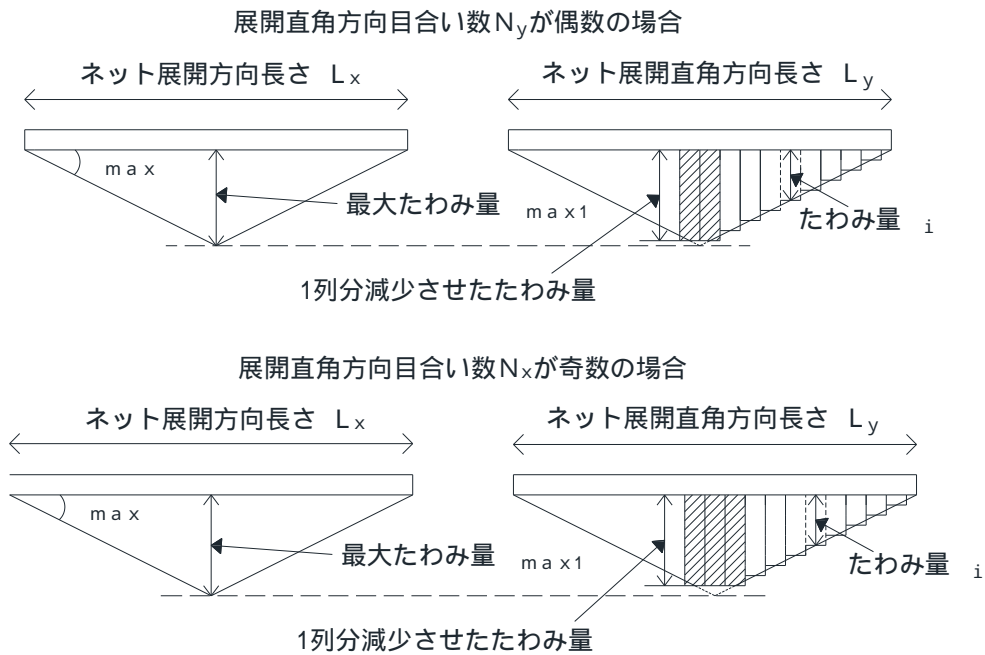 展開直角方向目合い数Nyが偶数の場合
ネット展開方向長さ Lx
ネット展開直角方向長さ Ly
max
最大たわみ量
max1
たわみ量 i
1列分減少させたたわみ量
展開直角方向目合い数Nxが奇数の場合
ネット展開方向長さ Lx
ネット展開直角方向長さ Ly
max
最大たわみ量
max1
たわみ量 i
1列分減少させたたわみ量